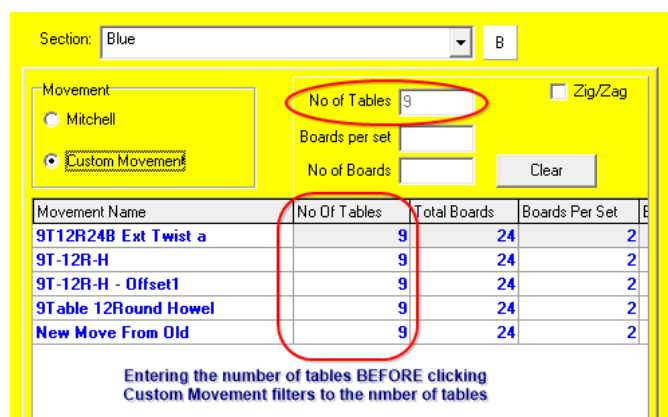 Section: Blue B
Movement
No of Tables 9 Zig/Zag
Mitchell
Boards per set
Custom Movement
No of Boards Clear
Movement Name No Of Tables Total Boards Boards Per Set
9T12R24B Ext Twist a 9 24 2
9T-12R-H 9 24 2
9T-12R-H - Offset1 9 24 2
9Table 12Round Howel 9 24 2
New Move From Old 9 24 2
Entering the number of tables BEFORE clicking
Custom Movement filters to the nmber of tables